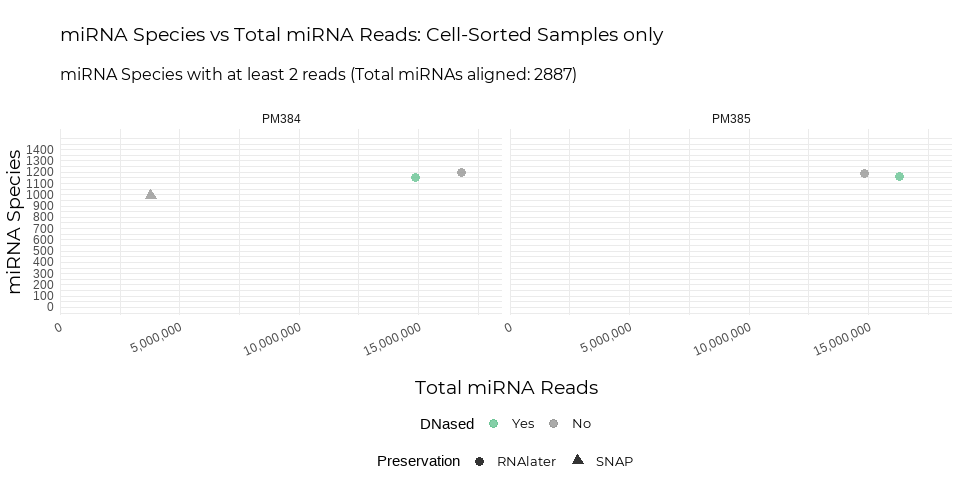 miRNA Species vs Total miRNA Reads: Cell-Sorted Samples only
miRNA Species with at least 2 reads (Total miRNAs aligned: 2887)
PM384
PM385
miRNA Species
1400
1300
1200
1100
1000
900
800
700
600
500
400
300
200
100
0
0
5,000,000
10,000,000
15,000,000
0
5,000,000
10,000,000
15,000,000
Total miRNA Reads
DNased Yes No
Preservation RNAlater SNAP